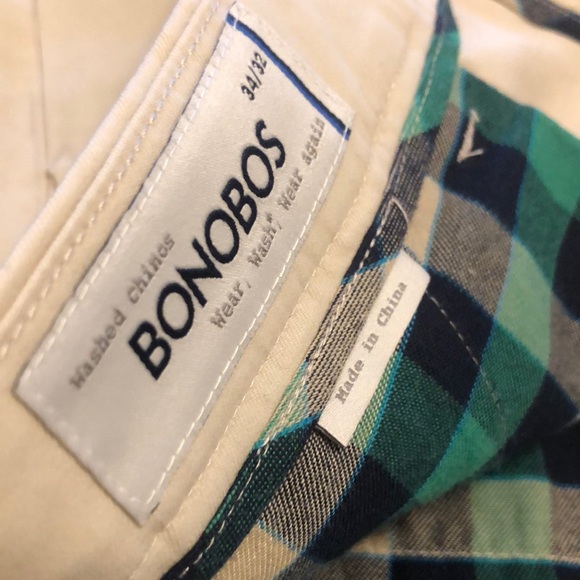 34/32
Washed Chinos
BONOBOS
Wear, Wash, Wear again
Made in China